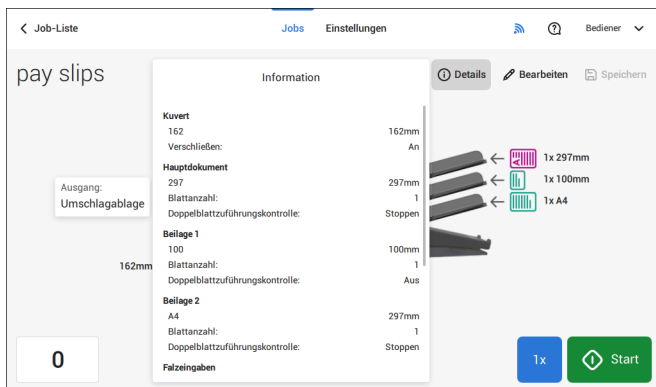 Job-Liste
Jobs Einstellungen
Bediener
pay slips
Details Bearbeiten Speichern
Information
Kuvert
162 162mm
Verschließen: An
Hauptdokument
297 297mm
Blattanzahl: 1
Doppelblattzuführungskontrolle: Stoppen
Beilage 1
100 100mm
Blattanzahl: 1
Doppelblattzuführungskontrolle: Aus
Beilage 2
A4 297mm
Blattanzahl: 1
Doppelblattzuführungskontrolle: Stoppen
Falzeingaben
Ausgang:
Umschlagablage
162mm
1x 297mm
1x 100mm
1x A4
0
1x
Start